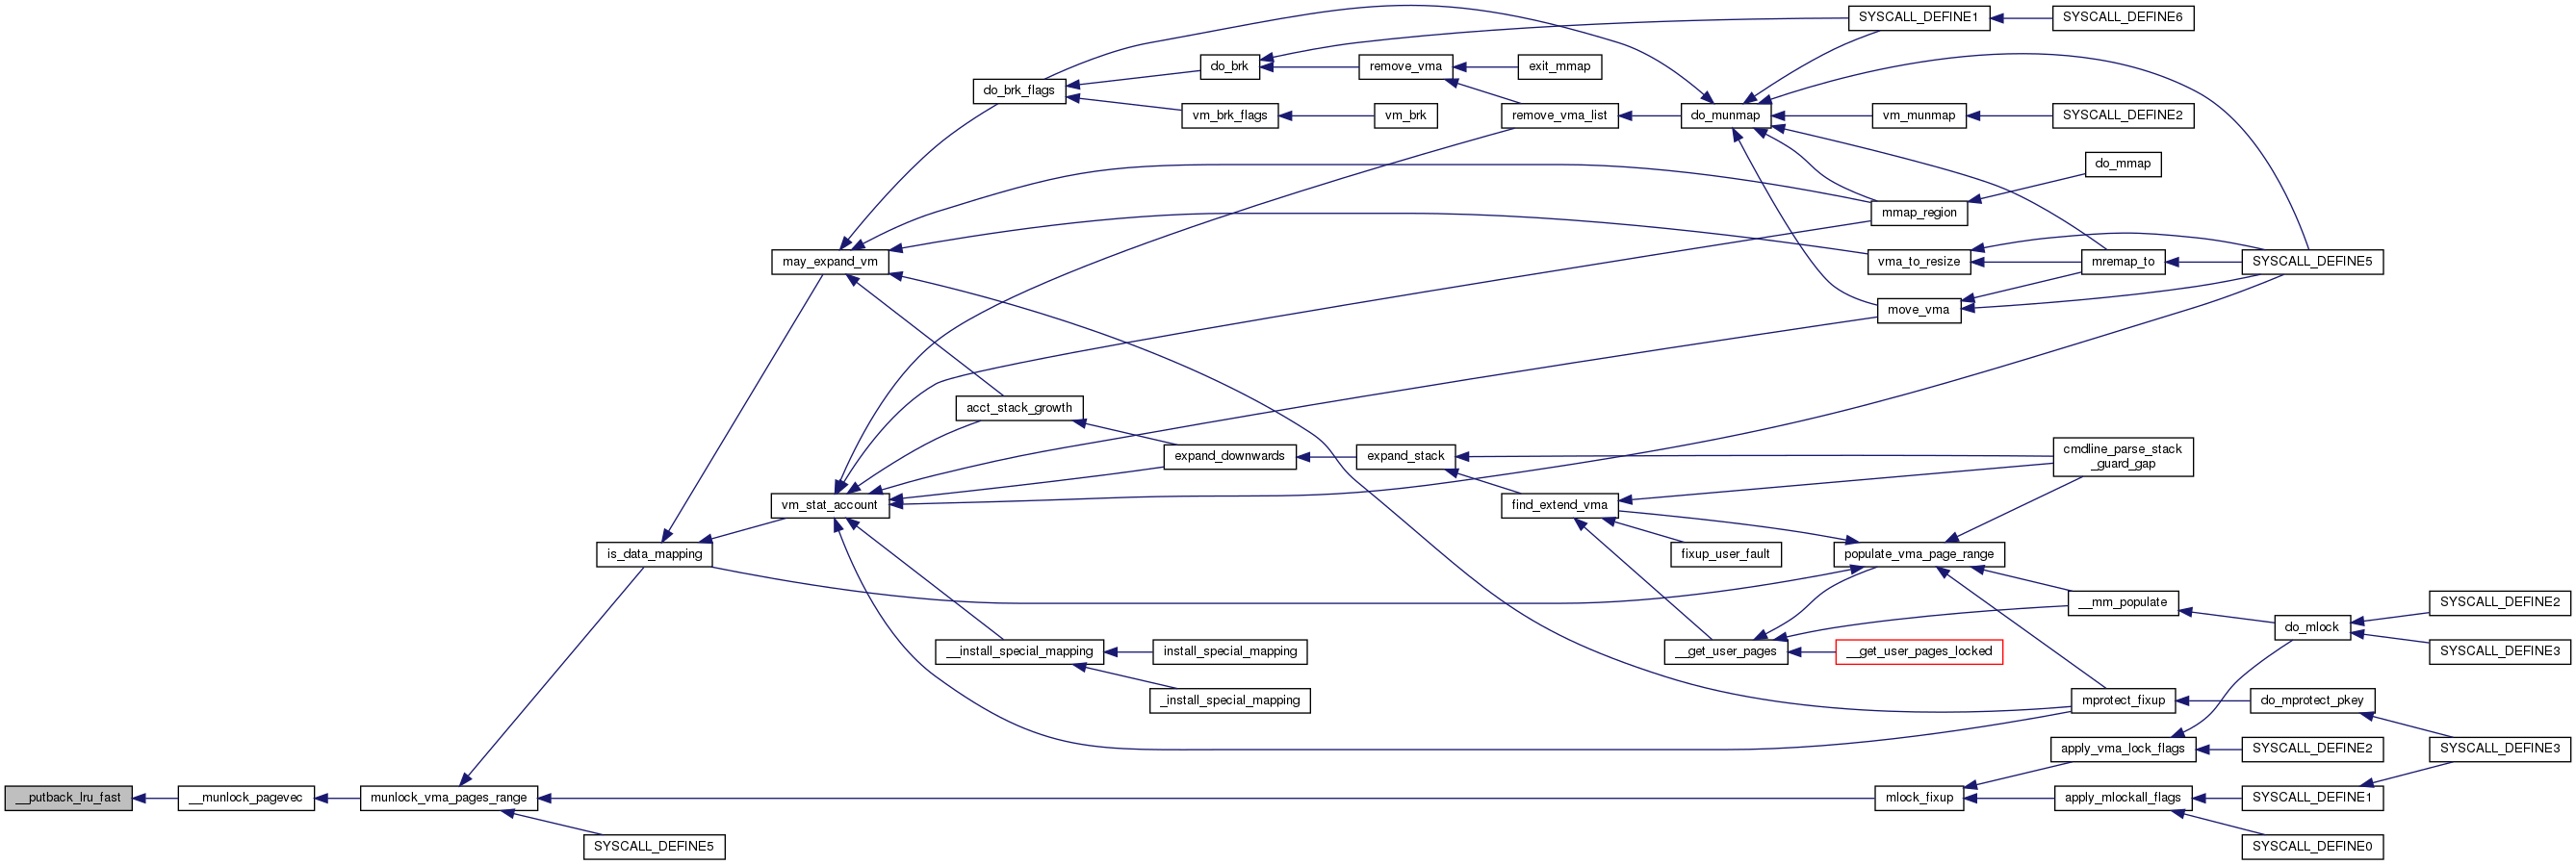 SYSCALL_DEFINE1
SYSCALL_DEFINE6
do_brk
remove_vma
exit_mmap
do_brk_flags
vm_brk_flags
vm_brk
remove_vma_list
do_munmap
vm_munmap
SYSCALL_DEFINE2
do_mmap
mmap_region
may_expand_vm
vma_to_resize
mremap_to
SYSCALL_DEFINE5
move_vma
acct_stack_growth
expand_downwards
expand_stack
cmdline_parse_stack
_guard_gap
vm_stat_account
find_extend_vma
is_data_mapping
fixup_user_fault
populate_vma_page_range
__mm_populate
SYSCALL_DEFINE2
do_mlock
__install_special_mapping
install_special_mapping
__get_user_pages
__get_user_pages_locked
SYSCALL_DEFINE3
_install_special_mapping
mprotect_fixup
do_mprotect_pkey
apply_vma_lock_flags
SYSCALL_DEFINE2
SYSCALL_DEFINE3
__putback_lru_fast
__munlock_pagevec
munlock_vma_pages_range
mlock_fixup
apply_mlockall_flags
SYSCALL_DEFINE1
SYSCALL_DEFINE5
SYSCALL_DEFINE0